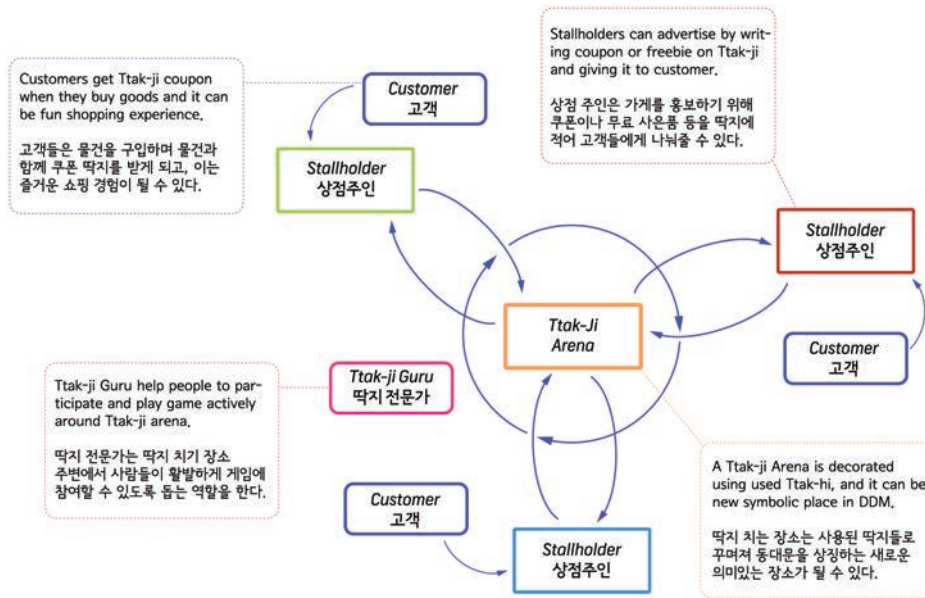 Customers get Ttak-ji coupon
when they buy goods and it can
be fun shopping experience.
고객들은 물건을 구입하며 물건과
함께 쿠폰 딱지를 받게 되고, 이는
즐거운 쇼핑 경험이 될 수 있다.
Customer
고객
Stallholder
상점주인
Stallholders can advertise by writ-
ing coupon or freebie on Ttak-ji
and giving it to customer.
상점 주인은 가게를 홍보하기 위해
쿠폰이나 무료 사은품 등을 딱지에
적어 고객들에게 나눠줄 수 있다.
Stallholder
상점주인
Customer
고객
Ttak-Ji
Arena
Ttak-ji Guru
딱지 전문가
Ttak-ji Guru help people to par-
ticipate and play game actively
around Ttak-ji arena.
딱지 전문가는 딱지 치기 장소
주변에서 사람들이 활발하게 게임에
참여할 수 있도록 돕는 역할을 한다.
Customer
고객
Stallholder
상점주인
A Ttak-ji Arena is decorated
using used Ttak-hi, and it can be
new symbolic place in DDM.
딱지 치는 장소는 사용된 딱지들로
꾸며져 동대문을 상징하는 새로운
의미있는 장소가 될 수 있다.